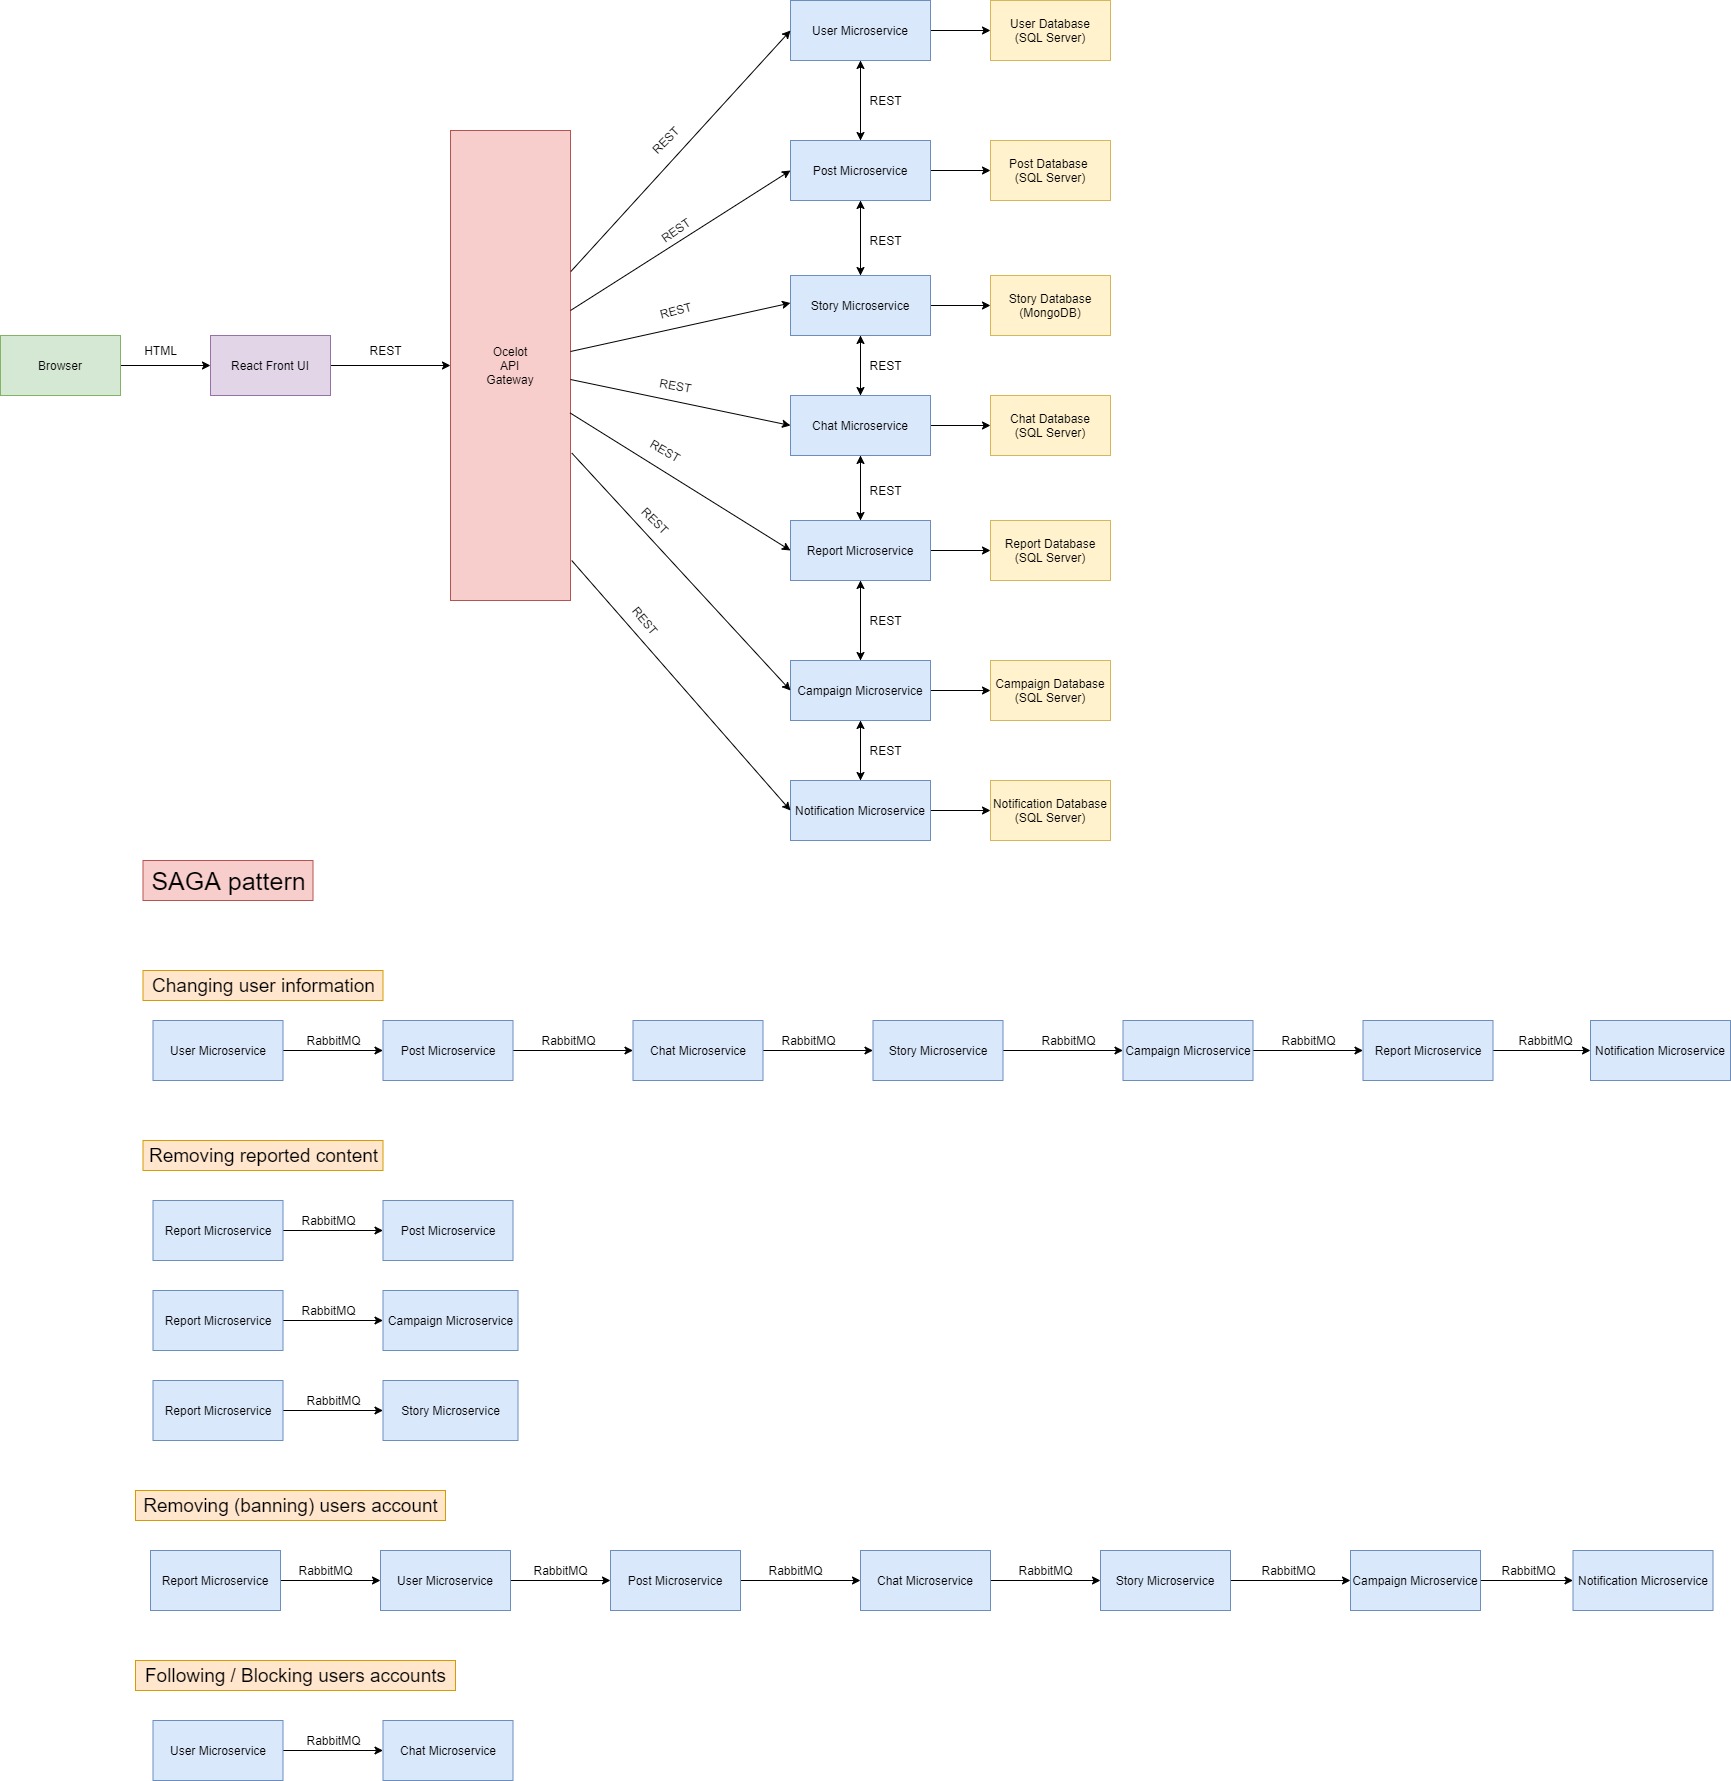 User Microservice
User Database
(SQL Server)
REST
REST
Post Microservice
Post Database
(SQL Server)
REST
REST
Story Microservice
Story Database
(MongoDB)
REST
Browser
HTML
React Front UI
REST
Ocelot
API
Gateway
REST
REST
Chat Microservice
Chat Database
(SQL Server)
REST
REST
Report Microservice
Report Database
(SQL Server)
REST
REST
Campaign Microservice
Campaign Database
(SQL Server)
REST
REST
Notification Microservice
Notification Database
(SQL Server)
SAGA pattern
Changing user information
User Microservice
RabbitMQ
Post Microservice
RabbitMQ
Chat Microservice
RabbitMQ
Story Microservice
RabbitMQ
Campaign Microservice
RabbitMQ
Report Microservice
RabbitMQ
Notification Microservice
Removing reported content
Report Microservice
RabbitMQ
Post Microservice
Report Microservice
RabbitMQ
Campaign Microservice
Report Microservice
RabbitMQ
Story Microservice
Removing (banning) users account
Report Microservice
RabbitMQ
User Microservice
RabbitMQ
Post Microservice
RabbitMQ
Chat Microservice
RabbitMQ
Story Microservice
RabbitMQ
Campaign Microservice
RabbitMQ
Notification Microservice
Following / Blocking users accounts
User Microservice
RabbitMQ
Chat Microservice